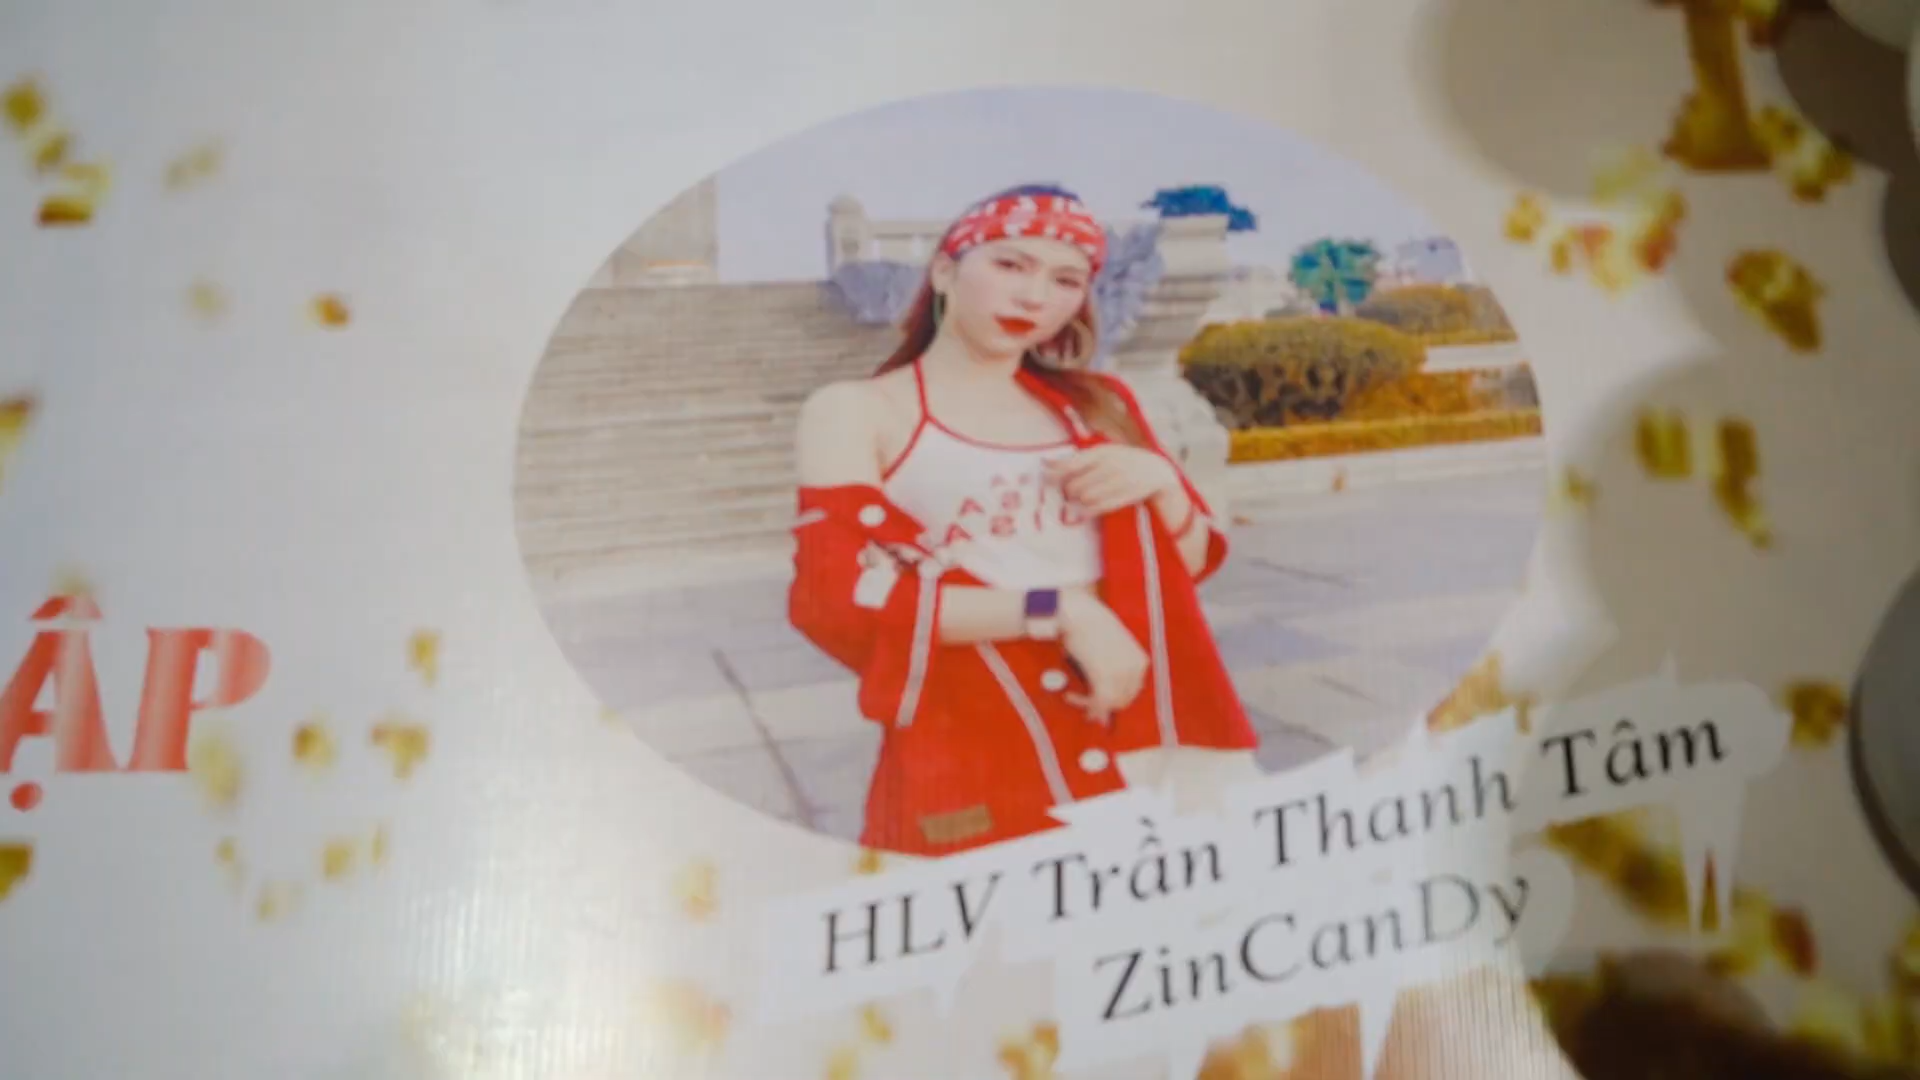 ẬP
HLV Trần Thanh Tâm
ZinCanDy